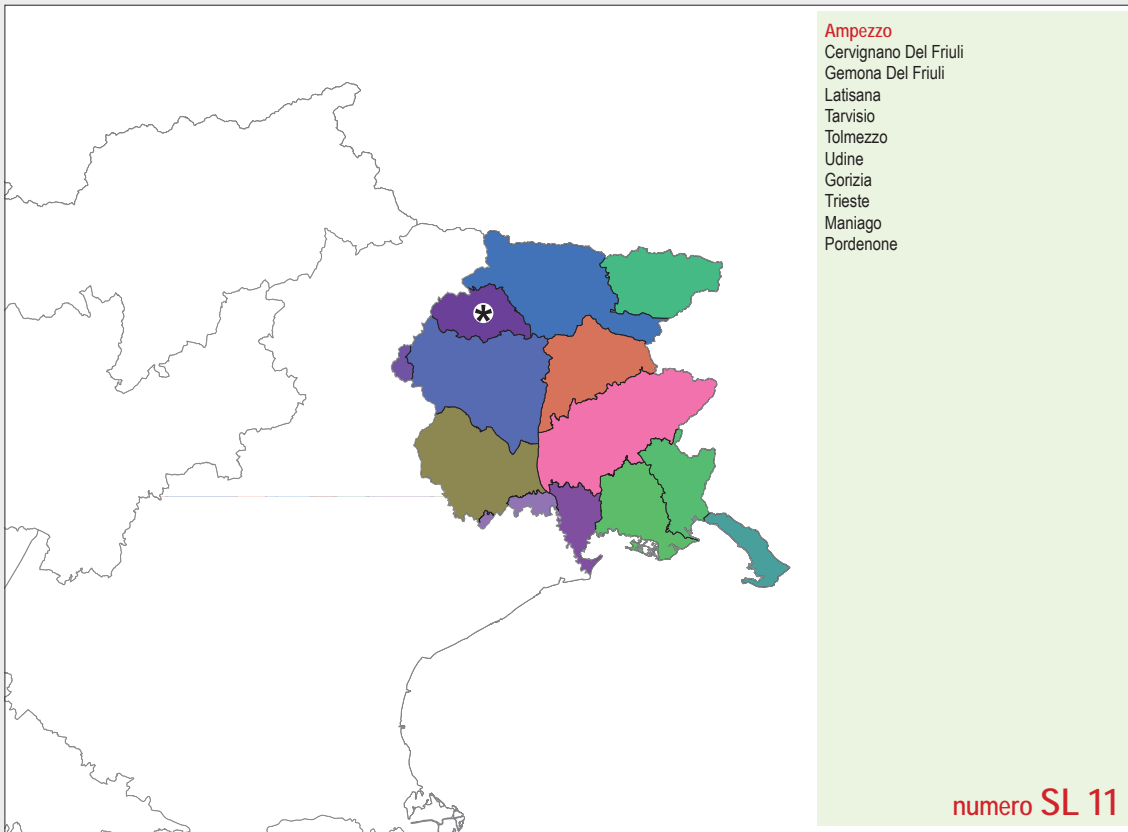 Ampezzo
Cervignano Del Friuli
Gemona Del Friuli
Latisana
Tarvisio
Tolmezzo
Udine
Gorizia
Trieste
Maniago
Pordenone
*
numero SL 11